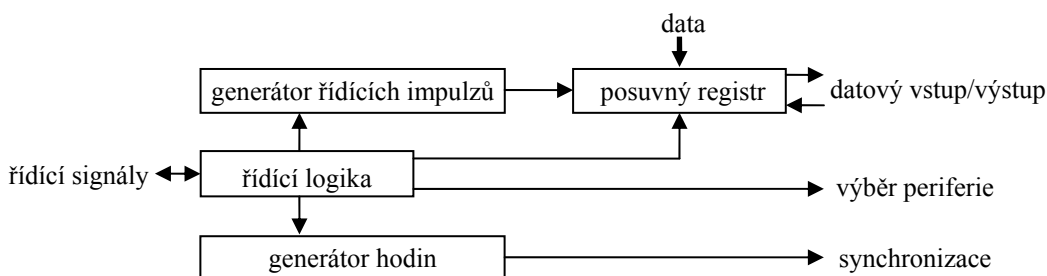 data
generátor řídících impulzů
posuvný registr
datový vstup/výstup
řídící signály
řídící logika
výběr periferie
generátor hodin
synchronizace